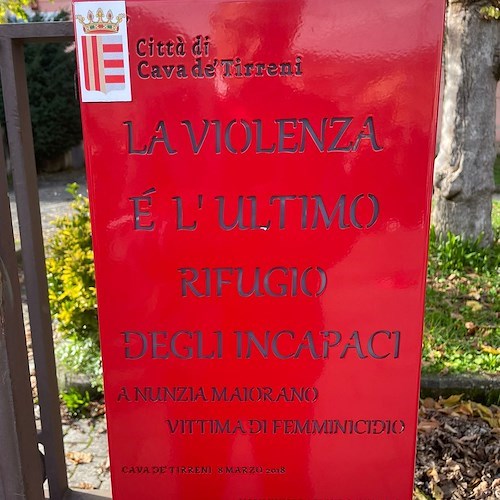 Città di
Cava de' Tirreni
LA VIOLENZA
É L' ULTIMO
RIFUGIO
DEGLI INCAPACI
A NUNZIA MAIORANO
VITTIMA DI FEMMINICIDIO
CAVA DE' TIRRENI 8 MARZO 2018